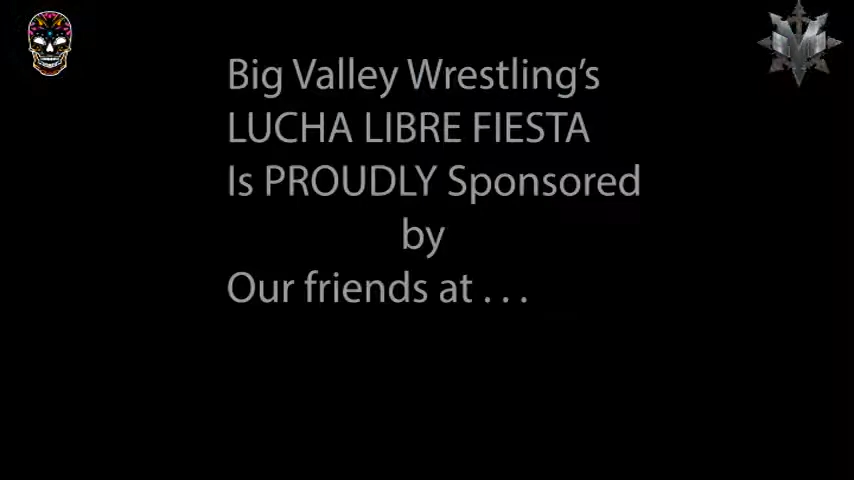 Big Valley Wrestling’s
LUCHA LIBRE FIESTA
Is PROUDLY Sponsored
by
Our friends at . . .